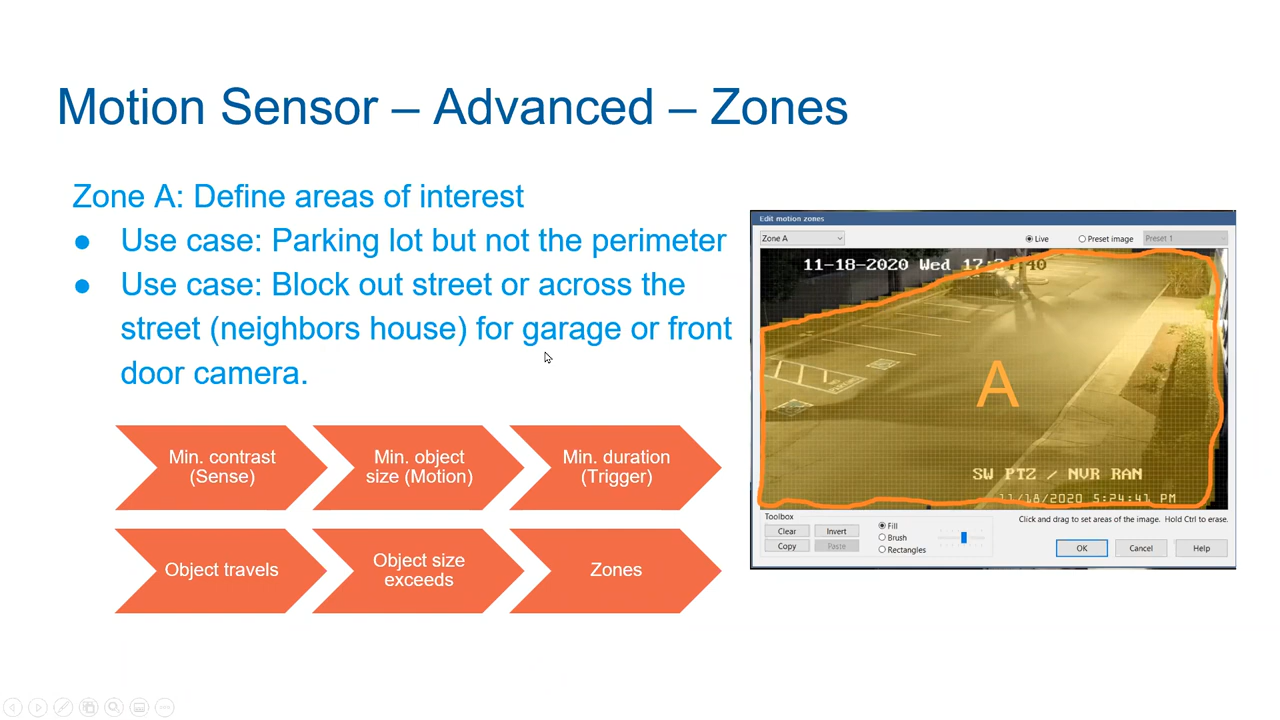 Motion Sensor – Advanced – Zones
Zone A: Define areas of interest
● Use case: Parking lot but not the perimeter
● Use case: Block out street or across the
street (neighbors house) for garage or front
door camera.
Min. contrast
(Sense)
Min. object
size (Motion)
Min. duration
(Trigger)
Object travels
Object size
exceeds
Zones
Edit motion zones
Zone A
Live
Preset image
Preset 1
11-18-2020 Wed 17:2
:40
A
SW PTZ / NVR RAN
11/18/2020 5:24:41 PM
Toolbox
Clear
Invert
Copy
Paste
Fill
Brush
Rectangles
Click and drag to set areas of the image. Hold Ctrl to erase.
OK
Cancel
Help